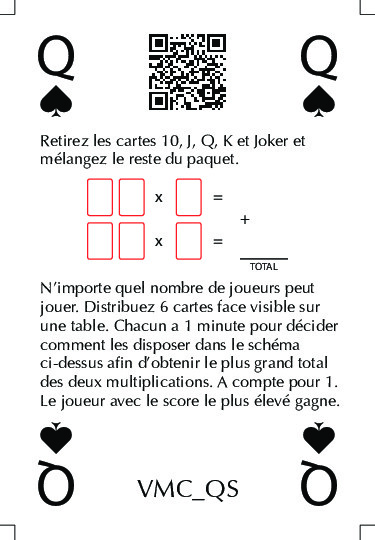 Q Q
Retirez les cartes 10, J, Q, K et Joker et
mélangez le reste du paquet.
x =
+
x =
TOTAL
N’importe quel nombre de joueurs peut
jouer. Distribuez 6 cartes face visible sur
une table. Chacun a 1 minute pour décider
comment les disposer dans le schéma
ci-dessus afin d’obtenir le plus grand total
des deux multiplications. A compte pour 1.
Le joueur avec le score le plus élevé gagne.
Q Q
VMC_QS